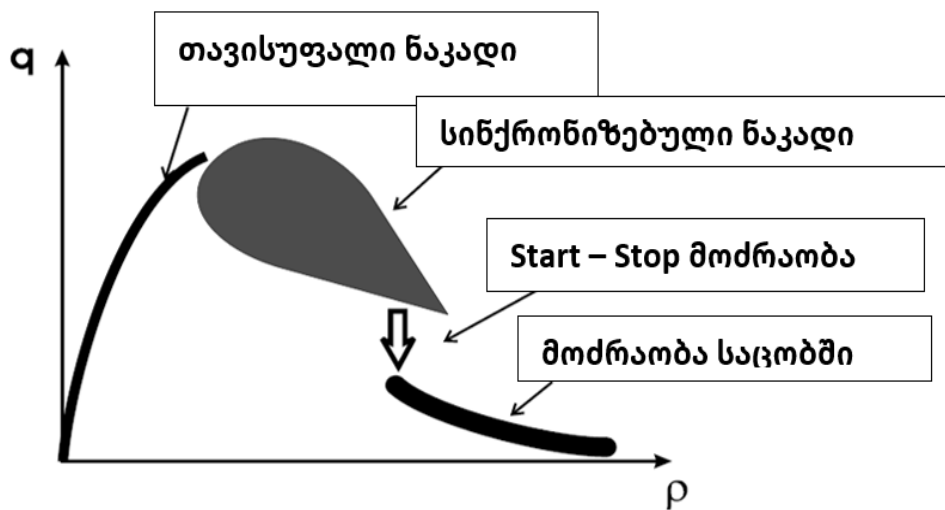 q
თავისუფალი ნაკადი
სინქრონიზებული ნაკადი
Start – Stop მოძრაობა
მოძრაობა საცობში
ρ